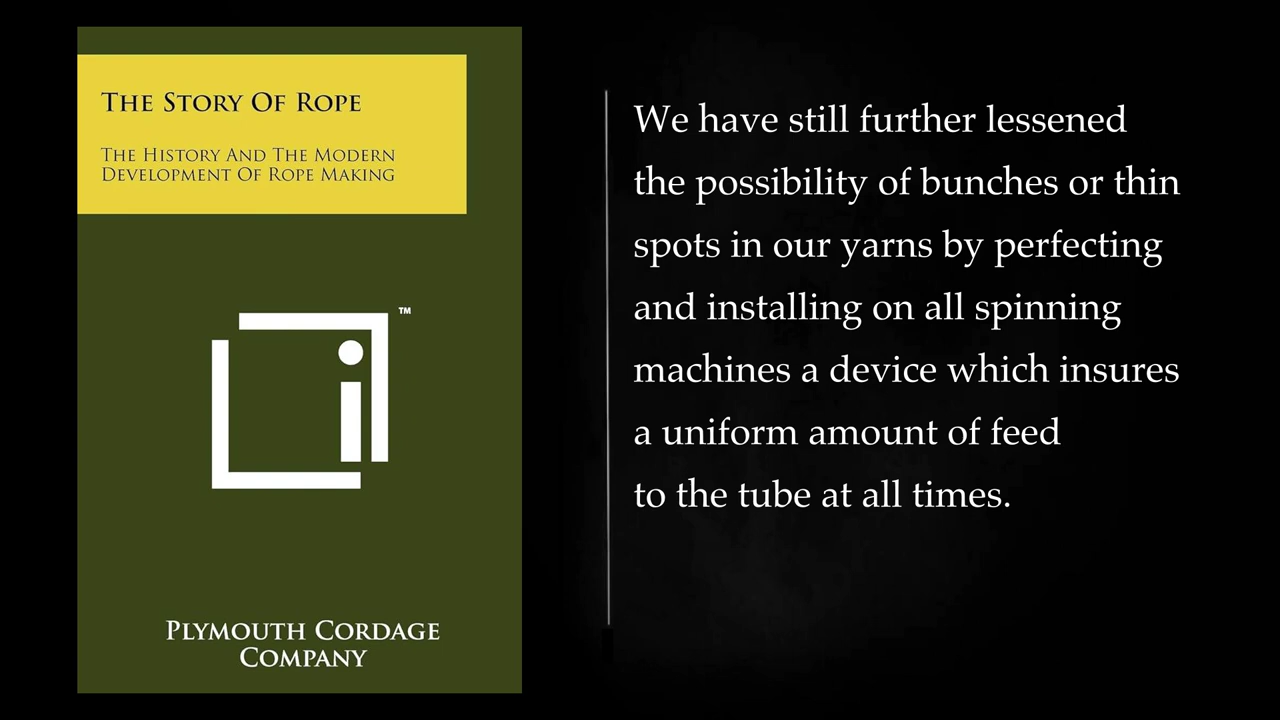 THE STORY OF ROPE
THE HISTORY AND THE MODERN
DEVELOPMENT OF ROPE MAKING
TM
i
PLYMOUTH CORDAGE
COMPANY
We have still further lessened
the possibility of bunches or thin
spots in our yarns by perfecting
and installing on all spinning
machines a device which insures
a uniform amount of feed
to the tube at all times.